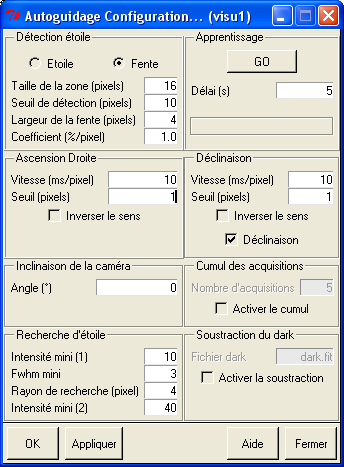 Autoguidage Configuration... (visu1)
Détection étoile
Etoile
Fente
Taille de la zone (pixels) 16
Seuil de détection (pixels) 10
Largeur de la fente (pixels) 4
Coefficient (%/pixel) 1.0
Apprentissage
GO
Délai (s) 5
Ascension Droite
Vitesse (ms/pixel) 10
Seuil (pixels) 1
Inverser le sens
Déclinaison
Vitesse (ms/pixel) 10
Seuil (pixels) 1
Inverser le sens
Déclinaison
Inclinaison de la caméra
Angle (°) 0
Cumul des acquisitions
Nombre d'acquisitions 5
Activer le cumul
Recherche d'étoile
Intensité mini (1) 10
Fwhm mini 3
Rayon de recherche (pixel) 4
Intensité mini (2) 40
Soustraction du dark
Fichier dark dark.fit
Activer la soustraction
OK
Appliquer
Aide
Fermer